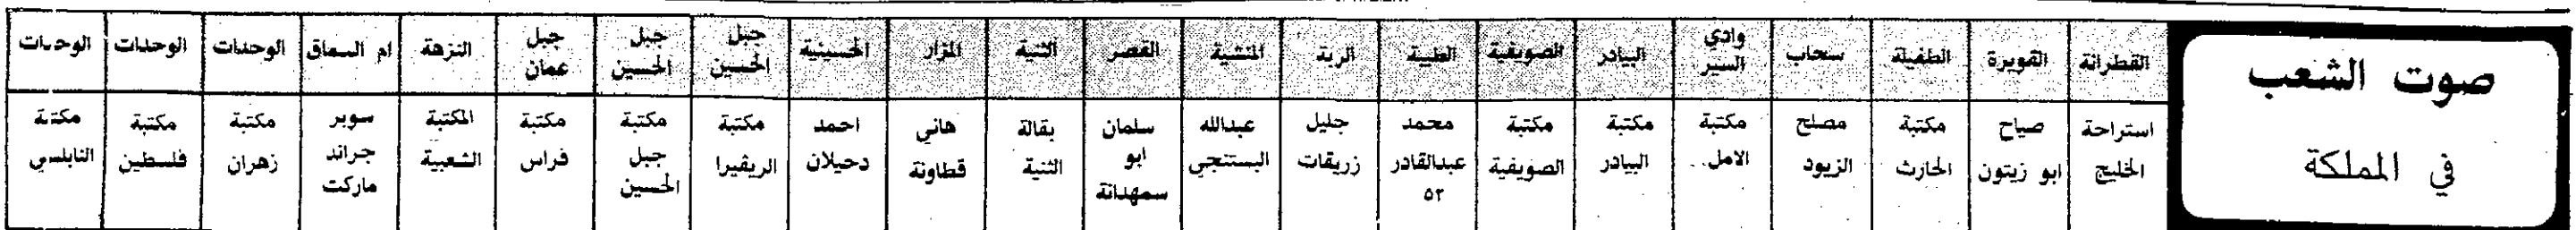 صوت الشعب
في المملكة
القطرانة
استراحة
الخليج
القويرة
صياح
ابو زيتون
الطفيلة
مكتبة
الحارث
سحاب
مصلح
الزيود
وادي
السير
مكتبة
الامل
البيادر
مكتبة
البيادر
الصويفية
مكتبة
الصويفية
الطيبة
محمد
عبدالقادر
٥٢
الربة
جليل
زريقات
المنشية
عبدالله
البستنجي
القصر
سلمان
ابو
سمهدانة
الثنية
بقالة
الثنية
المزار
هاني
قطاونة
الحسينية
احمد
دحيلان
جبل
الحسين
مكتبة
الريفيرا
جبل
الحسين
مكتبة
جبل
الحسين
جبل
عمان
مكتبة
فراس
النزهة
المكتبة
الشعبية
ام السماق
سوبر
جراند
ماركت
الوحدات
مكتبة
زهران
الوحدات
مكتبة
فلسطين
الوحدات
مكتبة
النابلسي